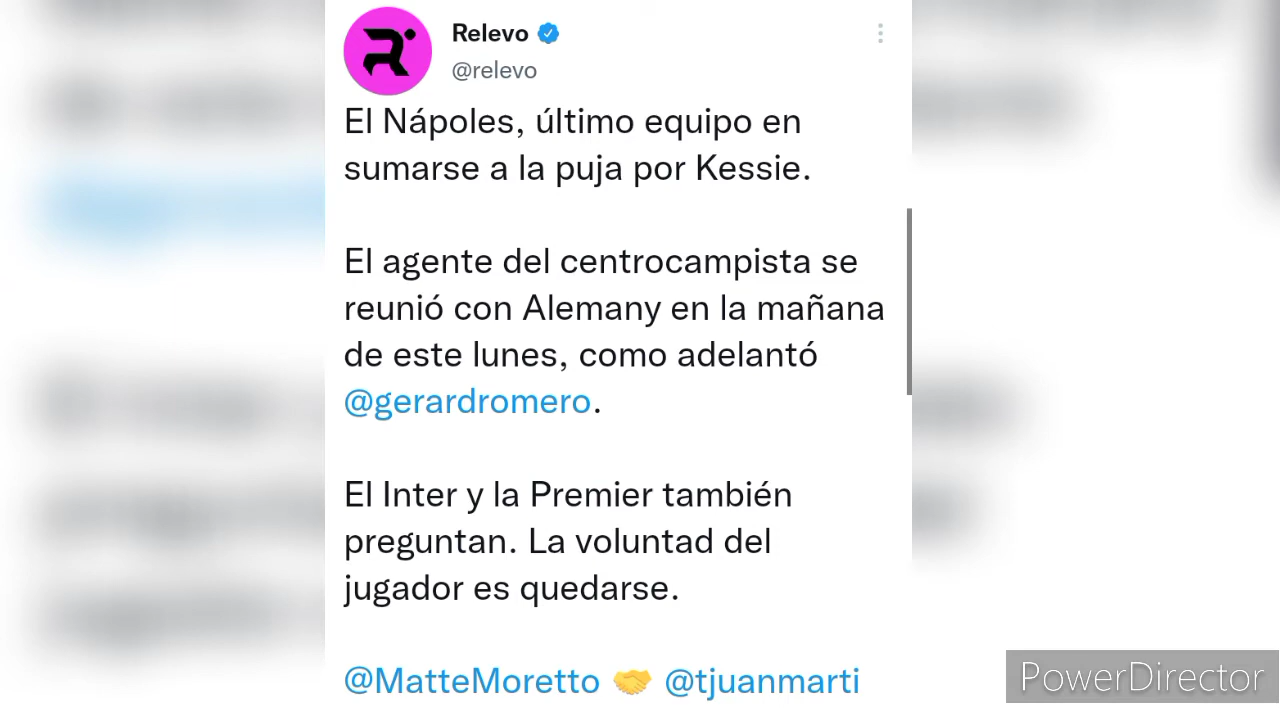 Relevo
@relevo
El Nápoles, último equipo en
sumarse a la puja por Kessie.
El agente del centrocampista se
reunió con Alemany en la mañana
de este lunes, como adelantó
@gerardromero.
El Inter y la Premier también
preguntan. La voluntad del
jugador es quedarse.
@MatteMoretto 🤝 @tjuanmarti
PowerDirector